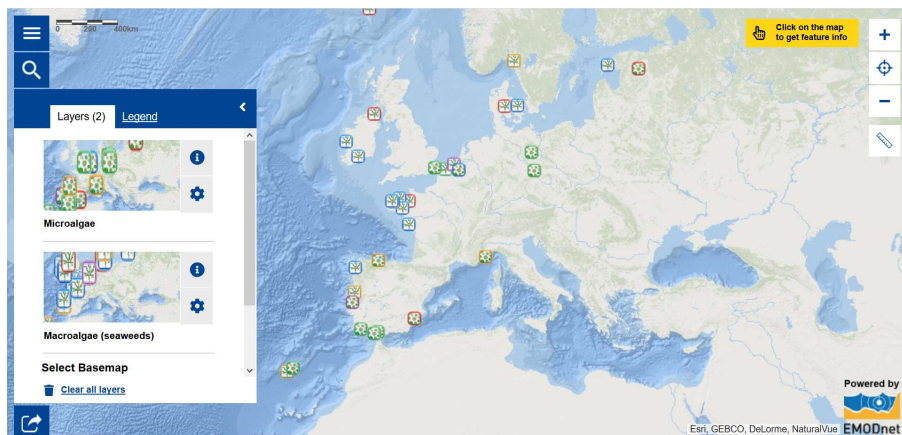 0 200 400km
Click on the map
to get feature info
Layers (2) Legend
Microalgae
Macroalgae (seaweeds)
Select Basemap
Clear all layers
Powered by
EMODnet
Esri, GEBCO, DeLorme, NaturalVue